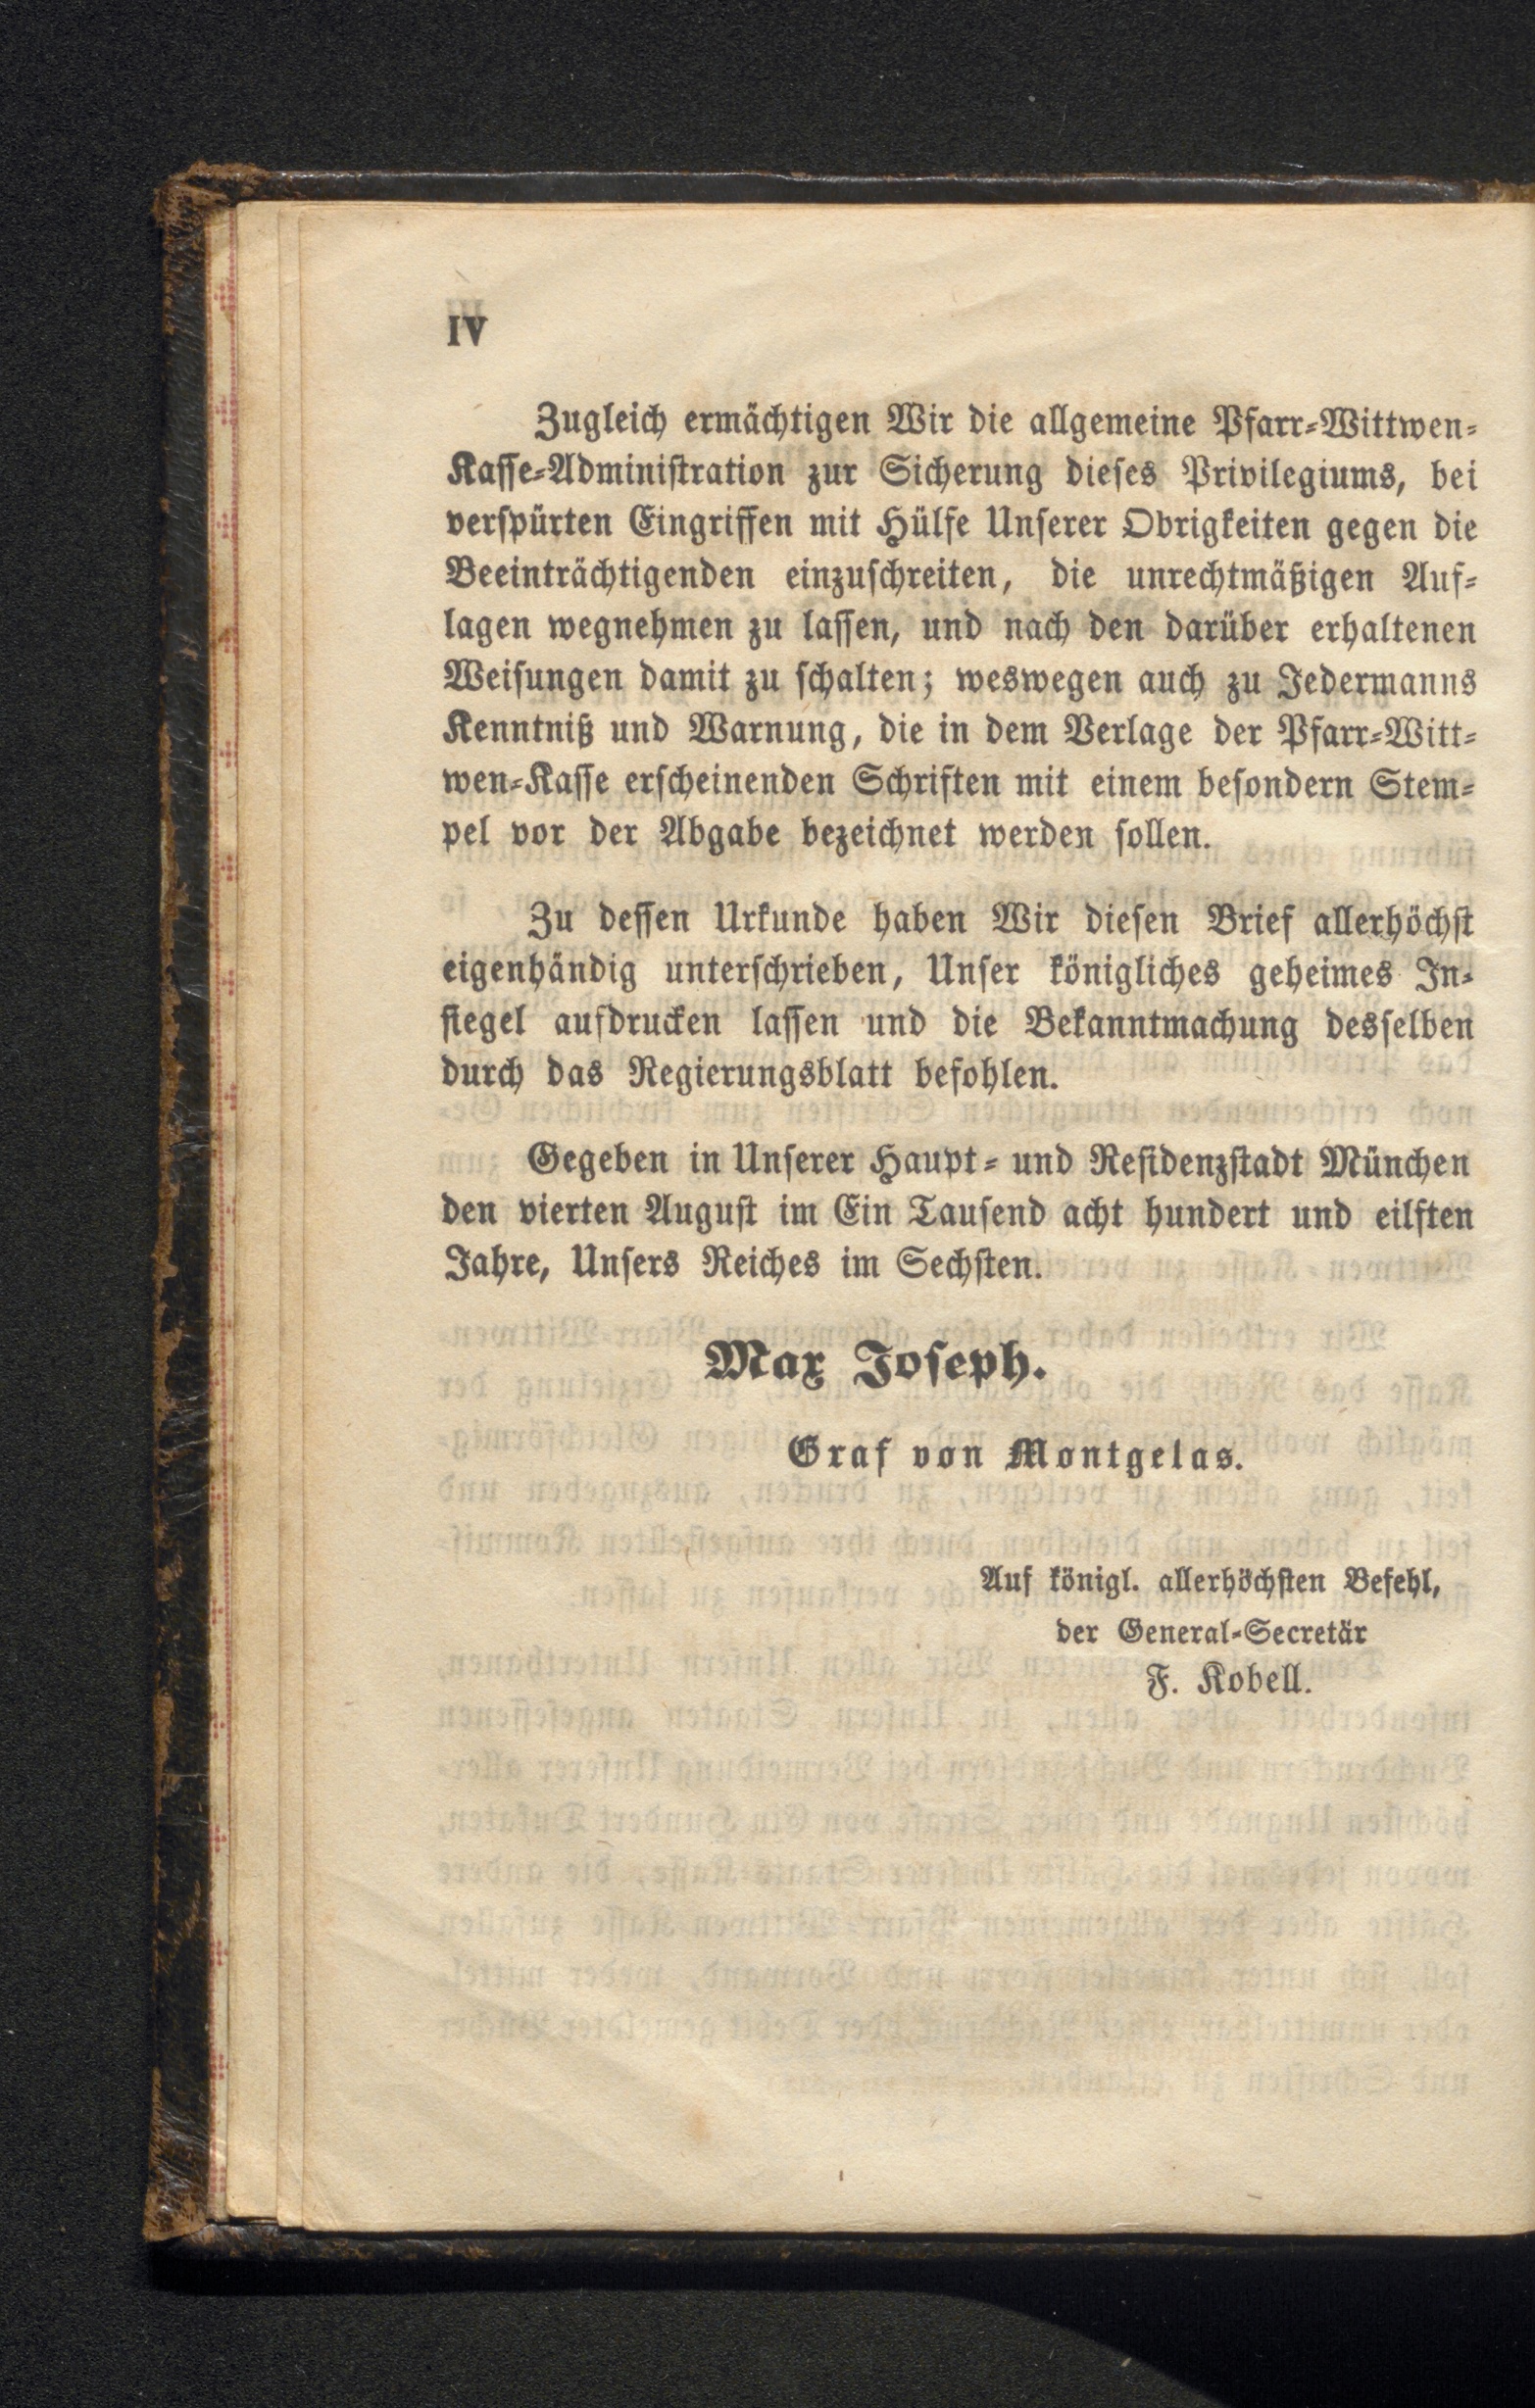 IV
Zugleich ermächtigen Wir die allgemeine Pfarr-Wittwen-
Kasse-Administration zur Sicherung dieses Privilegiums, bei
verspürten Eingriffen mit Hülfe Unserer Obrigkeiten gegen die
Beeinträchtigenden einzuschreiten, die unrechtmäßigen Auf-
lagen wegnehmen zu lassen, und nach den darüber erhaltenen
Weisungen damit zu schalten; weswegen auch zu Jedermanns
Kenntniß und Warnung, die in dem Verlage der Pfarr-Witt-
wen-Kasse erscheinenden Schriften mit einem besondern Stem-
pel vor der Abgabe bezeichnet werden sollen.
Zu dessen Urkunde haben Wir diesen Brief allerhöchst
eigenhändig unterschrieben, Unser königliches geheimes In-
siegel aufdrucken lassen und die Bekanntmachung desselben
durch das Regierungsblatt befohlen.
Gegeben in Unserer Haupt- und Residenzstadt München
den vierten August im Ein Tausend acht hundert und eilften
Jahre, Unsers Reiches im Sechsten.
Max Joseph.
Graf von Montgelas.
Auf königl. allerhöchsten Befehl,
der General-Secretär
F. Kobell.